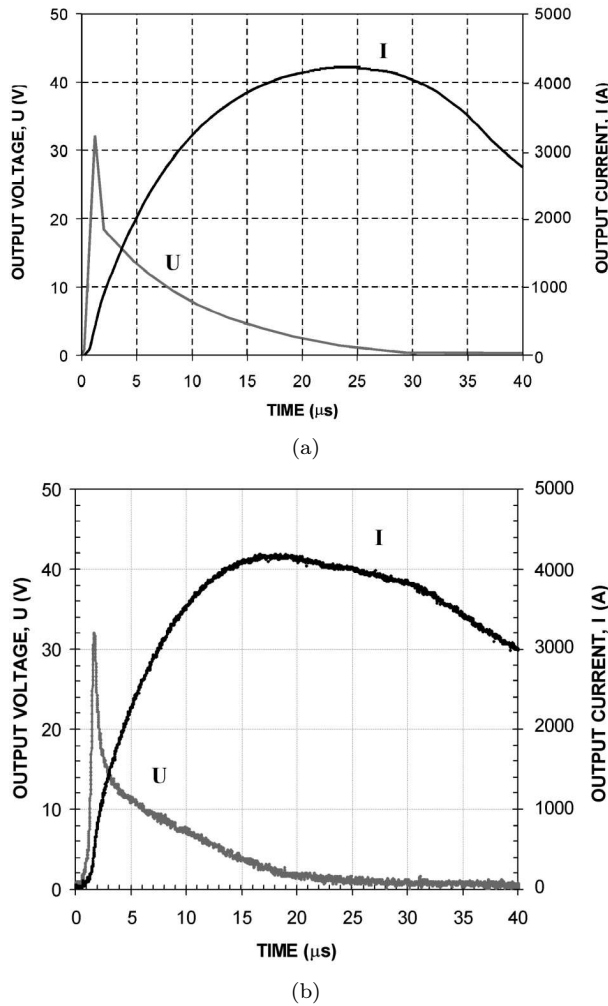 50 5000
40 4000
30 3000
20 2000
10 1000
0 0
0 5 10 15 20 25 30 35 40
OUTPUT VOLTAGE, U (V)
OUTPUT CURRENT, I (A)
I
U
TIME (μs)
(a)
50 5000
40 4000
30 3000
20 2000
10 1000
0 0
0 5 10 15 20 25 30 35 40
OUTPUT VOLTAGE, U (V)
OUTPUT CURRENT, I (A)
I
U
TIME (μs)
(b)